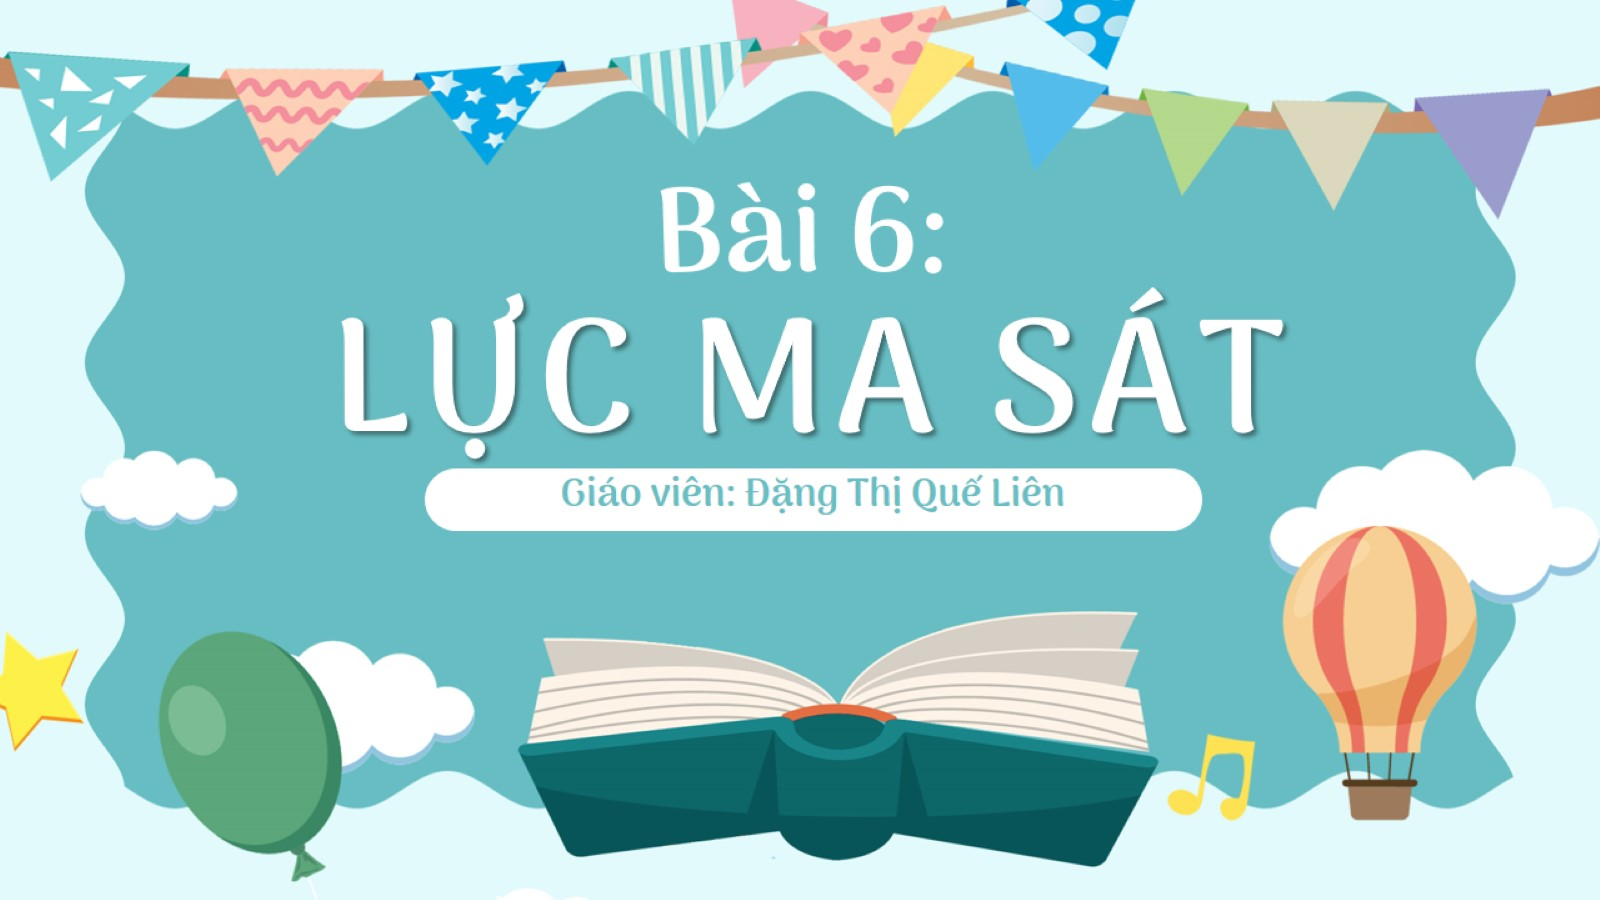 Bài 6:
LỰC MA SÁT
Giáo viên: Đặng Thị Quế Liên